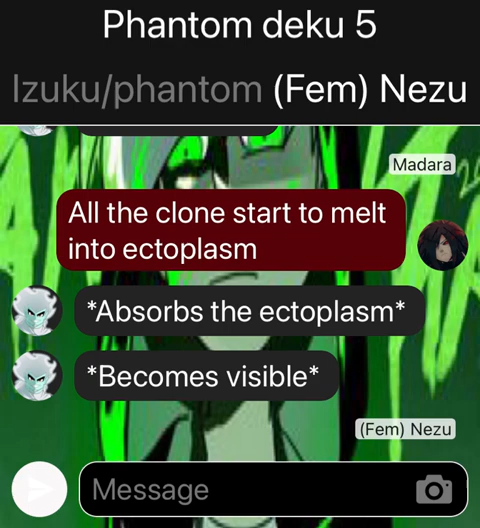 Phantom deku 5
Izuku/phantom (Fem) Nezu
Madara
All the clone start to melt
into ectoplasm
*Absorbs the ectoplasm*
*Becomes visible*
(Fem) Nezu
Message